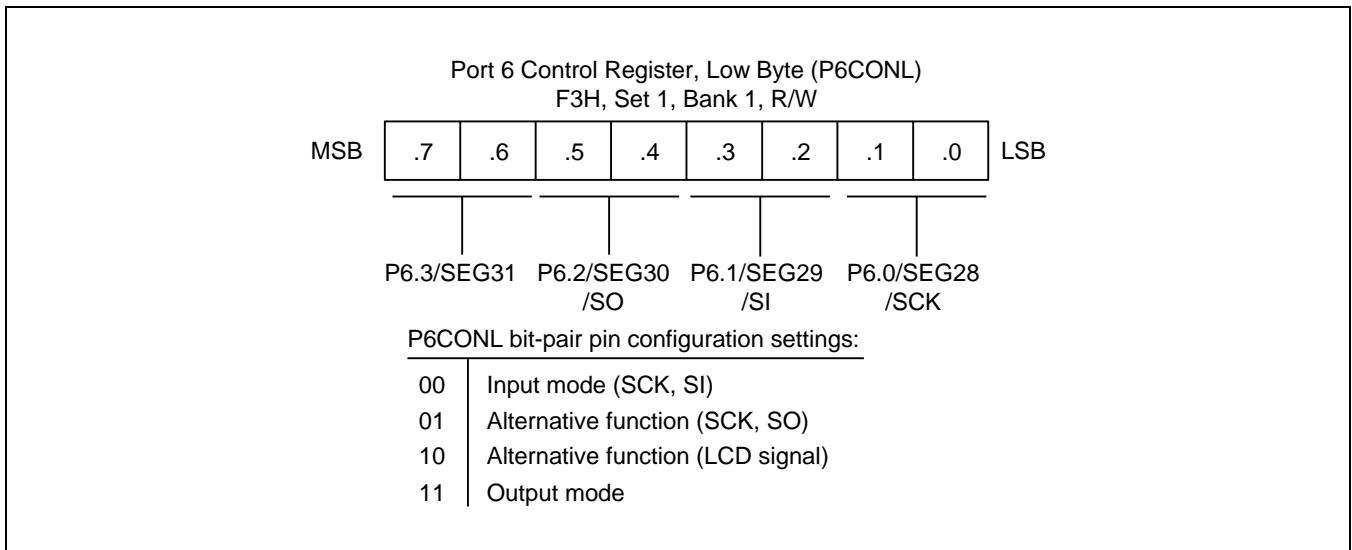 Port 6 Control Register, Low Byte (P6CONL)
F3H, Set 1, Bank 1, R/W
MSB .7 .6 .5 .4 .3 .2 .1 .0 LSB
P6.3/SEG31 P6.2/SEG30 P6.1/SEG29 P6.0/SEG28
/SO /SI /SCK
P6CONL bit-pair pin configuration settings:
00 Input mode (SCK, SI)
01 Alternative function (SCK, SO)
10 Alternative function (LCD signal)
11 Output mode